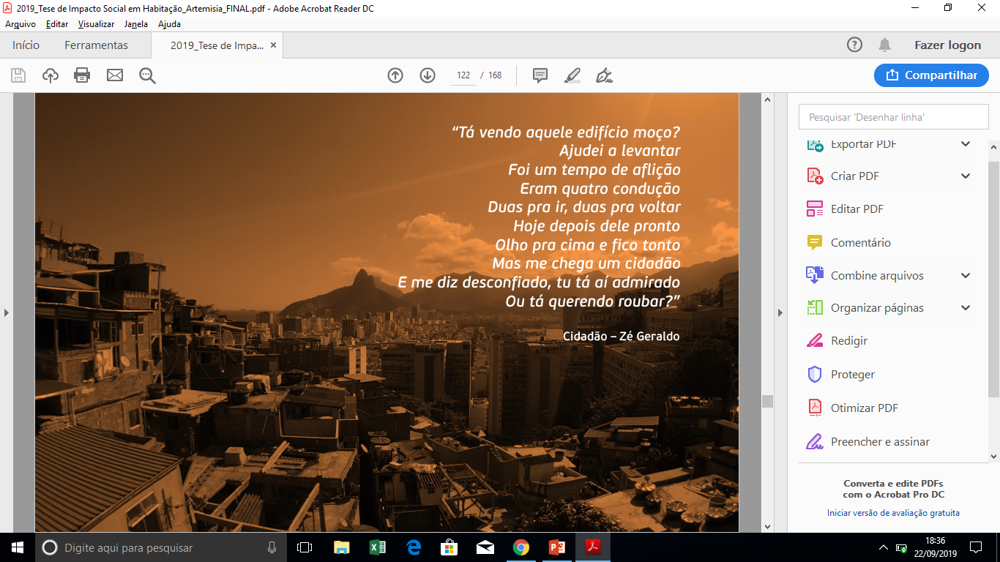 2019_Tese de Impacto Social em Habitação_Artemisia_FINAL.pdf - Adobe Acrobat Reader DC
Arquivo Editar Visualizar Janela Ajuda
Início Ferramentas 2019_Tese de Impa... × Fazer logon
122 / 168 Compartilhar
“Tá vendo aquele edifício moço?
Ajudei a levantar
Foi um tempo de aflição
Eram quatro condução
Duas pra ir, duas pra voltar
Hoje depois dele pronto
Olho pra cima e fico tonto
Mas me chega um cidadão
E me diz desconfiado, tu tá aí admirado
Ou tá querendo roubar?”
Cidadão – Zé Geraldo
Pesquisar 'Desenhar linha'
Exportar PDF
Criar PDF
Editar PDF
Comentário
Combine arquivos
Organizar páginas
Redigir
Proteger
Otimizar PDF
Preencher e assinar
Converta e edite PDFs
com o Acrobat Pro DC
Iniciar versão de avaliação gratuita
Digite aqui para pesquisar
18:36
22/09/2019